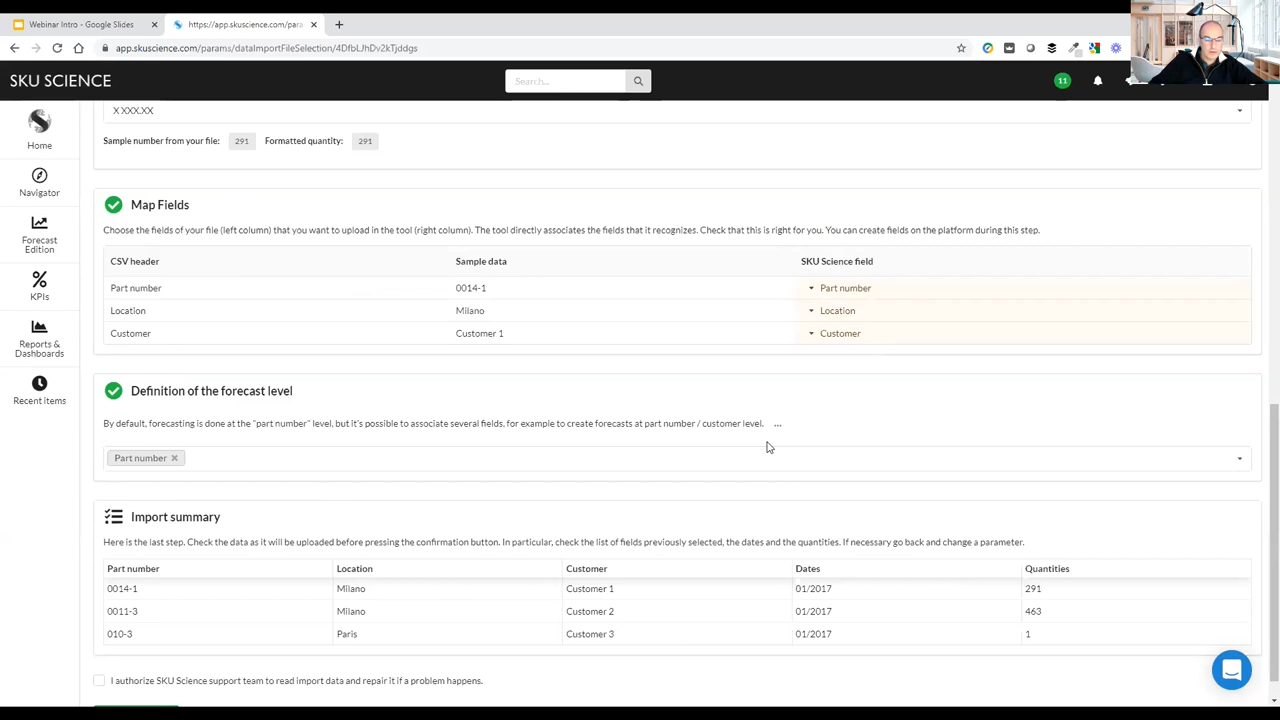 Webinar Intro - Google Slides
https://app.skuscience.com/para
app.skuscience.com/params/dataImportFileSelection/4DfbLJhDv2kTjddgs
SKU SCIENCE
Search...
11
Home
Navigator
Forecast
Edition
KPIs
Reports &
Dashboards
Recent items
X XXX.XX
Sample number from your file: 291 Formatted quantity: 291
Map Fields
Choose the fields of your file (left column) that you want to upload in the tool (right column). The tool directly associates the fields that it recognizes. Check that this is right for you. You can create fields on the platform during this step.
CSV header Sample data SKU Science field
Part number 0014-1 Part number
Location Milano Location
Customer Customer 1 Customer
Definition of the forecast level
By default, forecasting is done at the "part number" level, but it's possible to associate several fields, for example to create forecasts at part number / customer level. ...
Part number
Import summary
Here is the last step. Check the data as it will be uploaded before pressing the confirmation button. In particular, check the list of fields previously selected, the dates and the quantities. If necessary go back and change a parameter.
Part number Location Customer Dates Quantities
0014-1 Milano Customer 1 01/2017 291
0011-3 Milano Customer 2 01/2017 463
010-3 Paris Customer 3 01/2017 1
I authorize SKU Science support team to read import data and repair it if a problem happens.